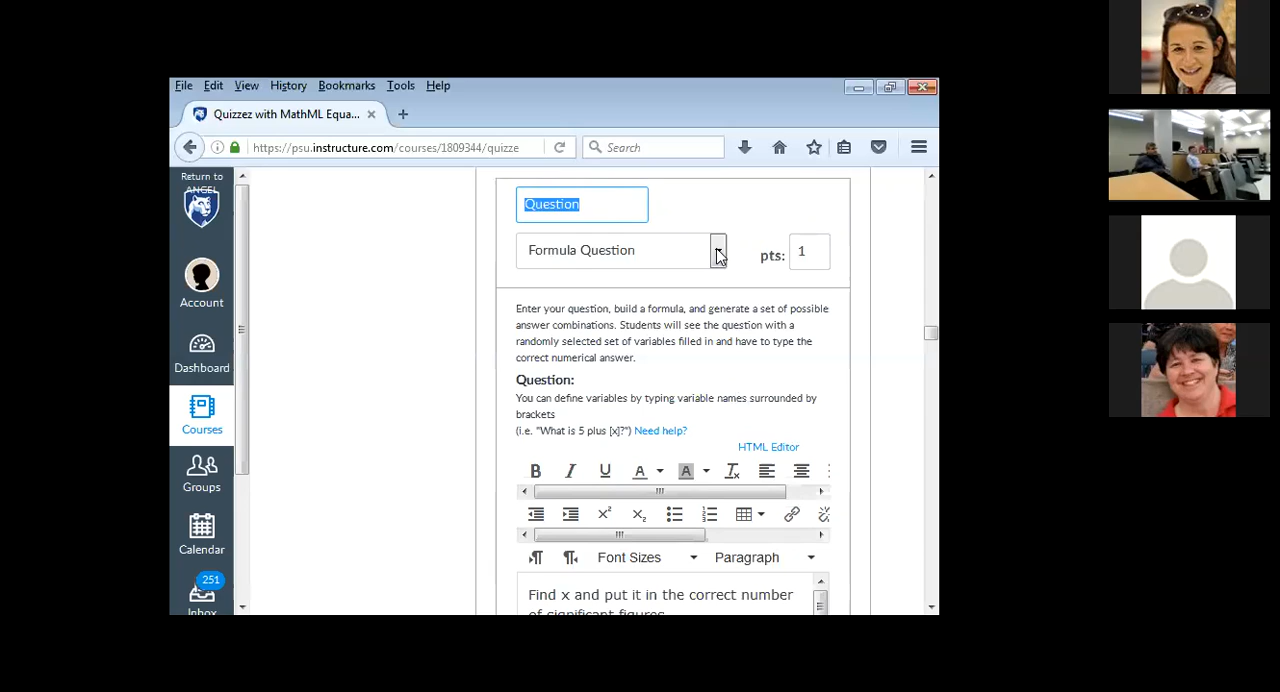 File Edit View History Bookmarks Tools Help
Quizzez with MathML Equa...
https://psu.instructure.com/courses/1809344/quizze
Search
Return to
ANGEL
Account
Dashboard
Courses
Groups
Calendar
251
Inbox
Question
Formula Question
pts: 1
Enter your question, build a formula, and generate a set of possible
answer combinations. Students will see the question with a
randomly selected set of variables filled in and have to type the
correct numerical answer.
Question:
You can define variables by typing variable names surrounded by
brackets
(i.e. "What is 5 plus [x]?") Need help?
HTML Editor
Font Sizes Paragraph
Find x and put it in the correct number
of significant figures